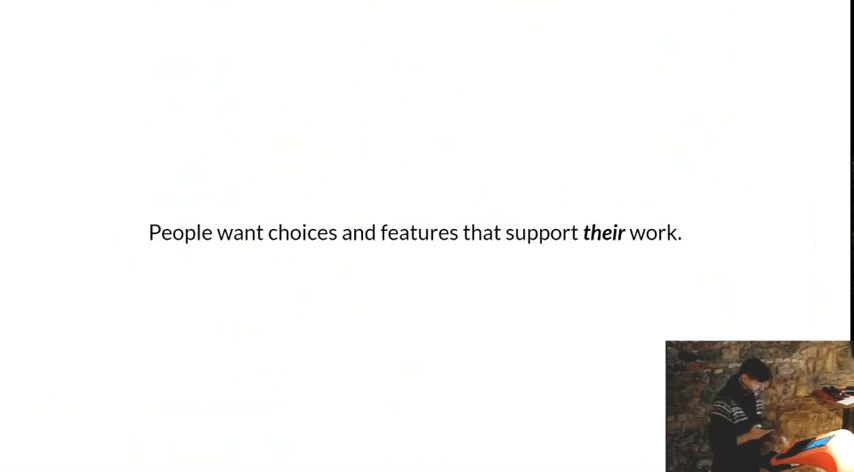 People want choices and features that support their work.